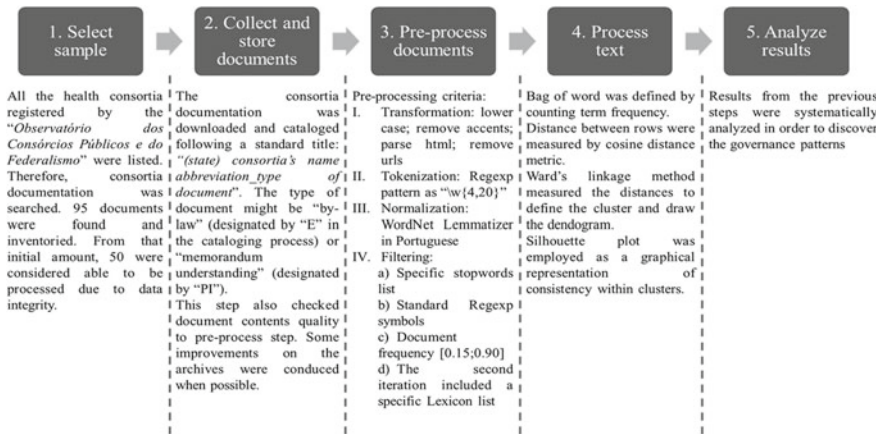 1. Select
sample
2. Collect and
store
documents
3. Pre-process
documents
4. Process
text
5. Analyze
results
All the health consortia
registered by the
“Observatório dos
Consórcios Públicos e do
Federalismo” were listed.
Therefore, consortia
documentation was
searched. 95 documents
were found and
inventoried. From that
initial amount, 50 were
considered able to be
processed due to data
integrity.
The consortia
documentation was
downloaded and cataloged
following a standard title:
“(state) consortia’s name
abbreviation_type of
document”. The type of
document might be “by-
law” (designated by “E” in
the cataloging process) or
“memorandum
understanding” (designated
by “PI”).
This step also checked
document contents quality
to pre-process step. Some
improvements on the
archives were conduced
when possible.
Pre-processing criteria:
I. Transformation: lower
case; remove accents;
parse html; remove
urls
II. Tokenization: Regexp
pattern as “\w{4,20}”
III. Normalization:
WordNet Lemmatizer
in Portuguese
IV. Filtering:
a) Specific stopwords
list
b) Standard Regexp
symbols
c) Document
frequency [0.15;0.90]
d) The second
iteration included a
specific Lexicon list
Bag of word was defined by
counting term frequency.
Distance between rows were
measured by cosine distance
metric.
Ward’s linkage method
measured the distances to
define the cluster and draw
the dendogram.
Silhouette plot was
employed as a graphical
representation of
consistency within clusters.
Results from the previous
steps were systematically
analyzed in order to discover
the governance patterns